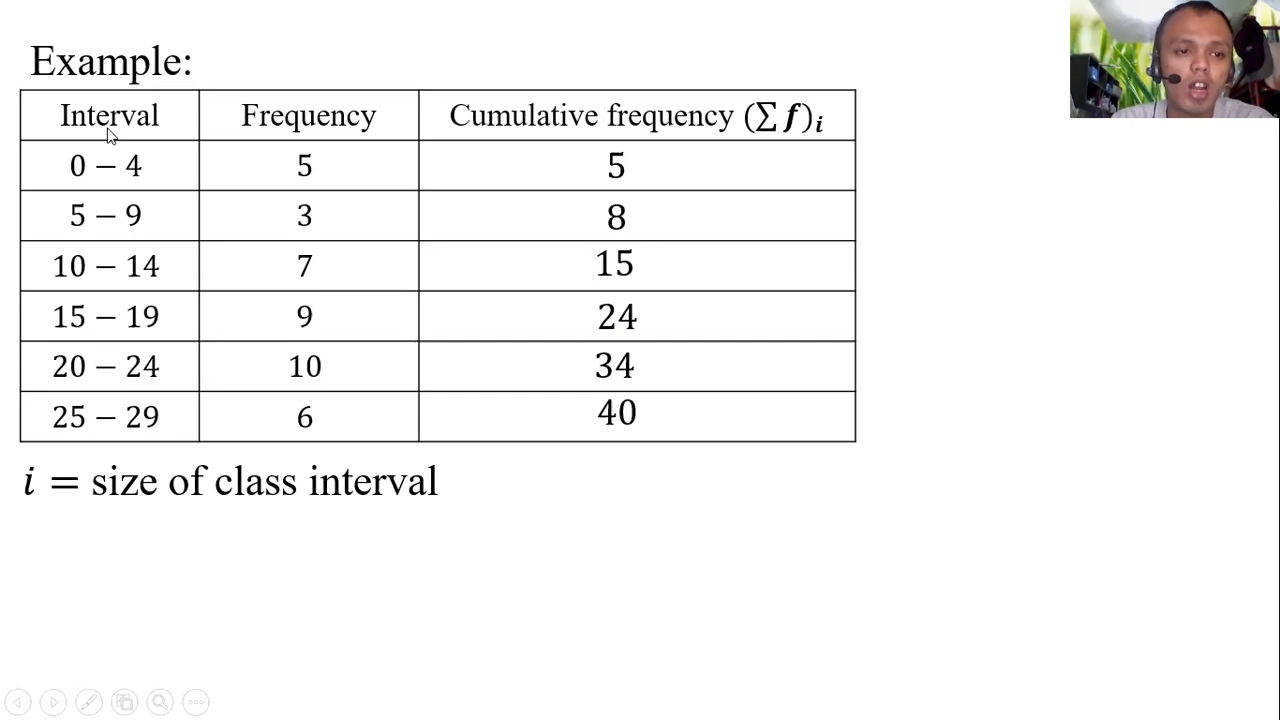 Example:
Interval Frequency Cumulative frequency (∑ f)ᵢ
0 − 4 5 5
5 − 9 3 8
10 − 14 7 15
15 − 19 9 24
20 − 24 10 34
25 − 29 6 40
i = size of class interval